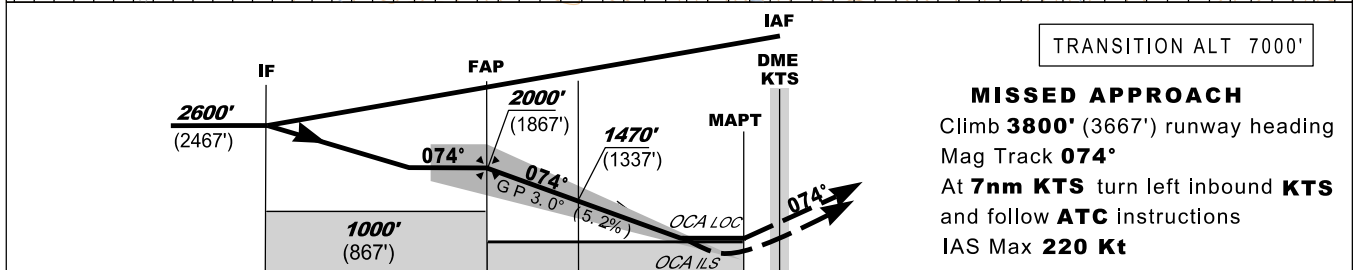 IAF
IF
FAP
DME
KTS
TRANSITION ALT 7000'
2600'
(2467')
2000'
(1867')
MAPT
1470'
(1337')
074°
074°
G P 3. 0° (5. 2%)
074°
OCA LOC
OCA ILS
1000'
(867')
MISSED APPROACH
Climb 3800' (3667') runway heading
Mag Track 074°
At 7nm KTS turn left inbound KTS
and follow ATC instructions
IAS Max 220 Kt